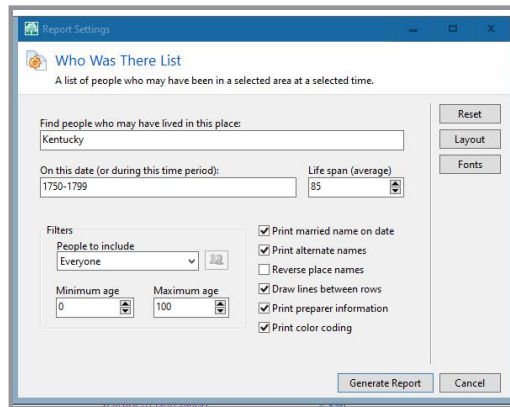 Report Settings
Who Was There List
A list of people who may have been in a selected area at a selected time.
Find people who may have lived in this place:
Kentucky
On this date (or during this time period):
1750-1799
Life span (average)
85
Filters
People to include
Everyone
Minimum age
0
Maximum age
100
Print married name on date
Print alternate names
Reverse place names
Draw lines between rows
Print preparer information
Print color coding
Reset
Layout
Fonts
Generate Report
Cancel